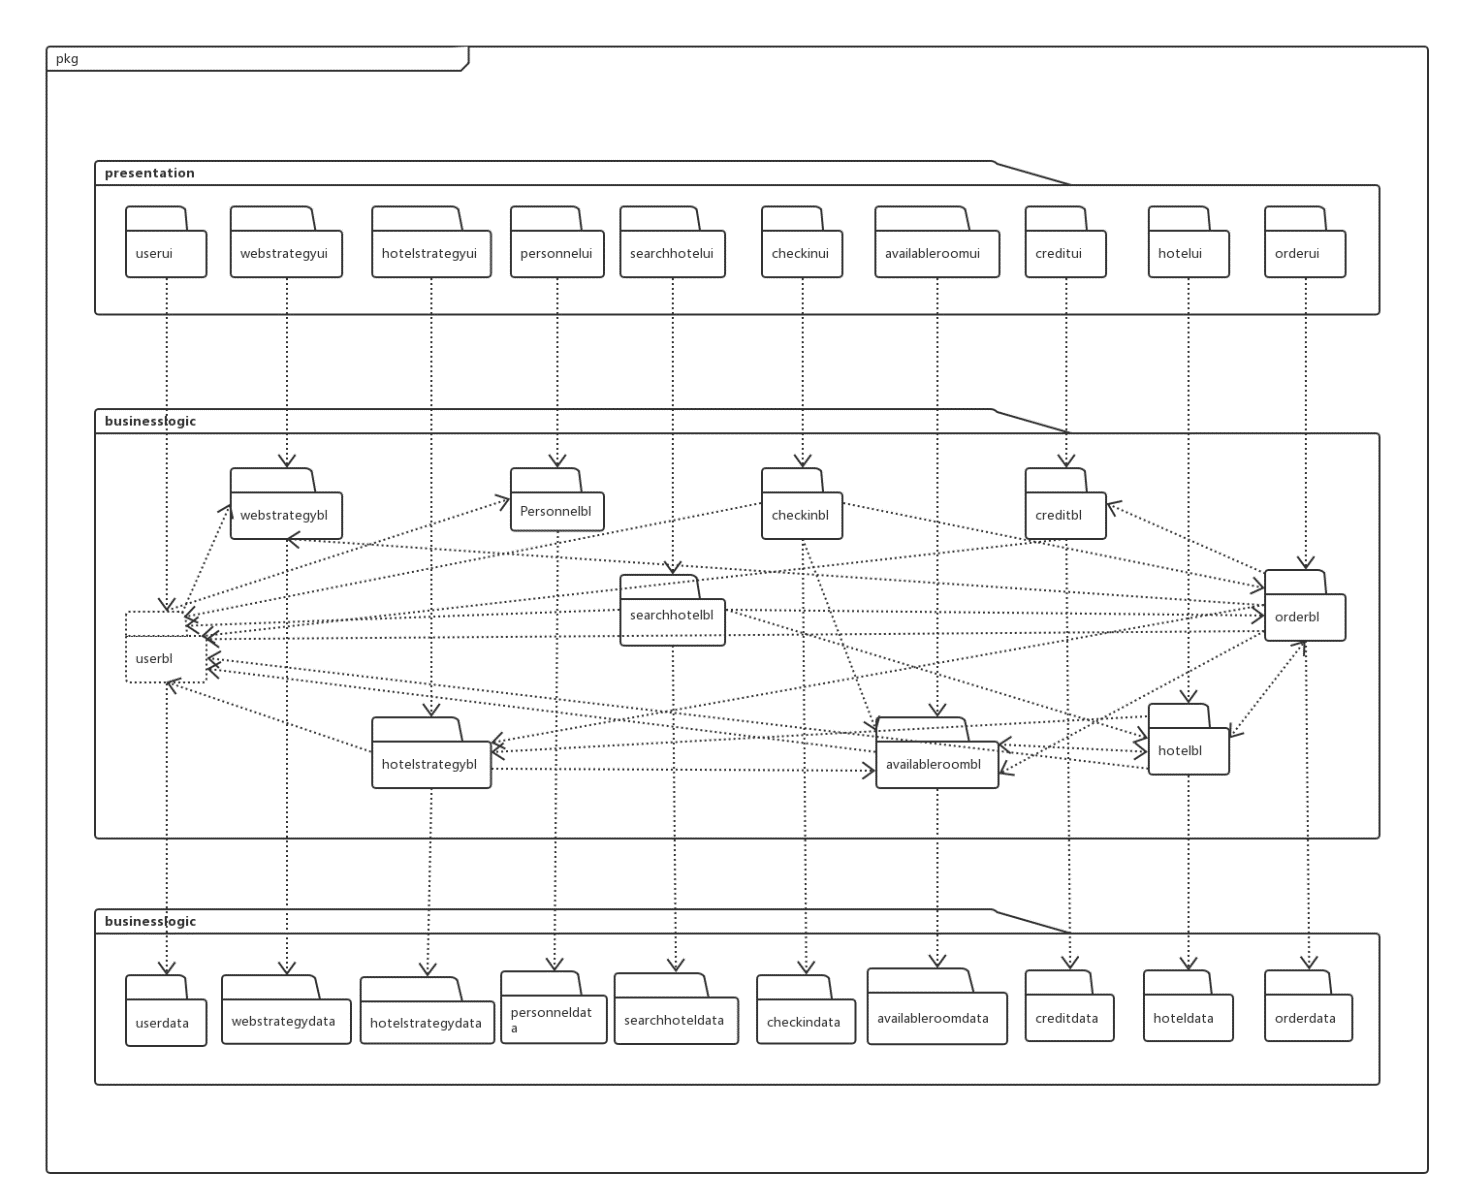 pkg
presentation
userui
webstrategyui
hotelstrategyui
personnelui
searchhotelui
checkinui
availableroomui
creditui
hotelui
orderui
businesslogic
webstrategybl
Personnelbl
checkinbl
creditbl
searchhotelbl
orderbl
userbl
hotelstrategybl
availableroombl
hotelbl
businesslogic
userdata
webstrategydata
hotelstrategydata
personneldat
a
searchhoteldata
checkindata
availableroomdata
creditdata
hoteldata
orderdata